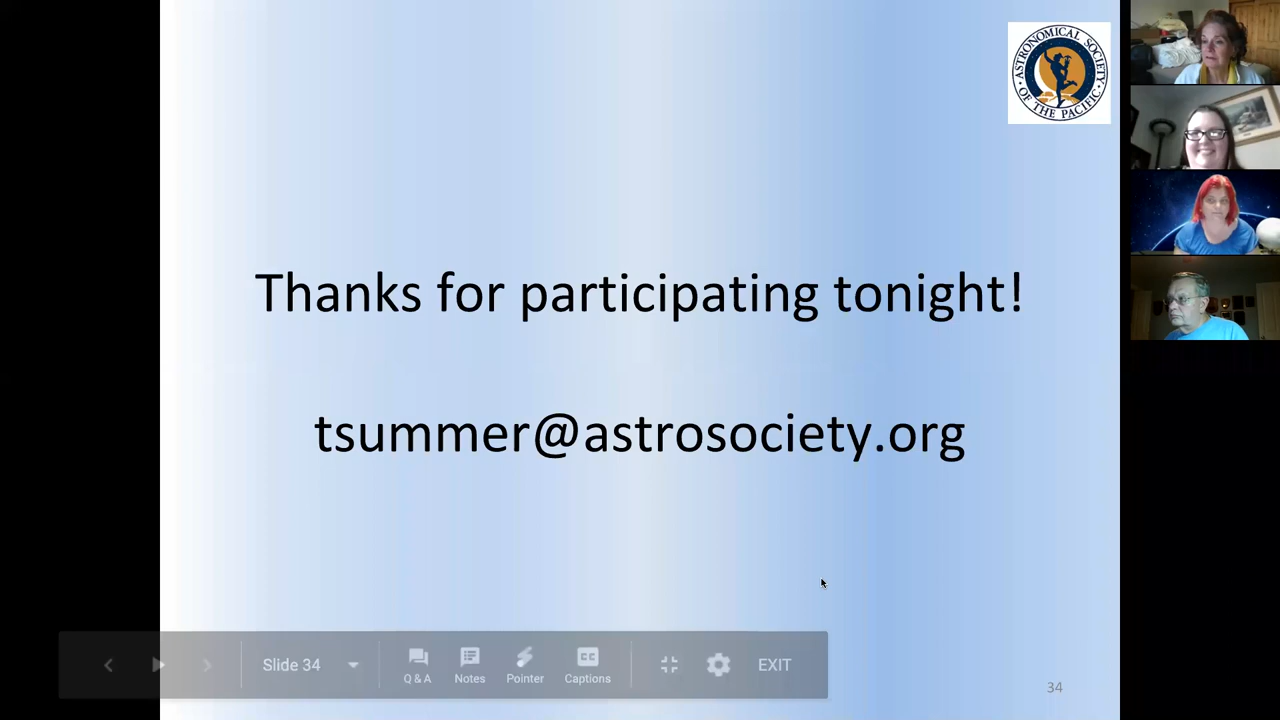 ASTRONOMICAL SOCIETY
OF THE PACIFIC
Thanks for participating tonight!
tsummer@astrosociety.org
Slide 34
Q & A
Notes
Pointer
CC
Captions
EXIT
34